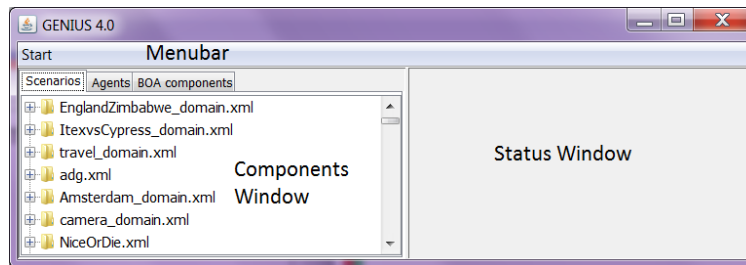 GENIUS 4.0
Start Menubar
Scenarios Agents BOA components
EnglandZimbabwe_domain.xml
ItexvsCypress_domain.xml
travel_domain.xml
adg.xml
Amsterdam_domain.xml
camera_domain.xml
NiceOrDie.xml
Components
Window
Status Window